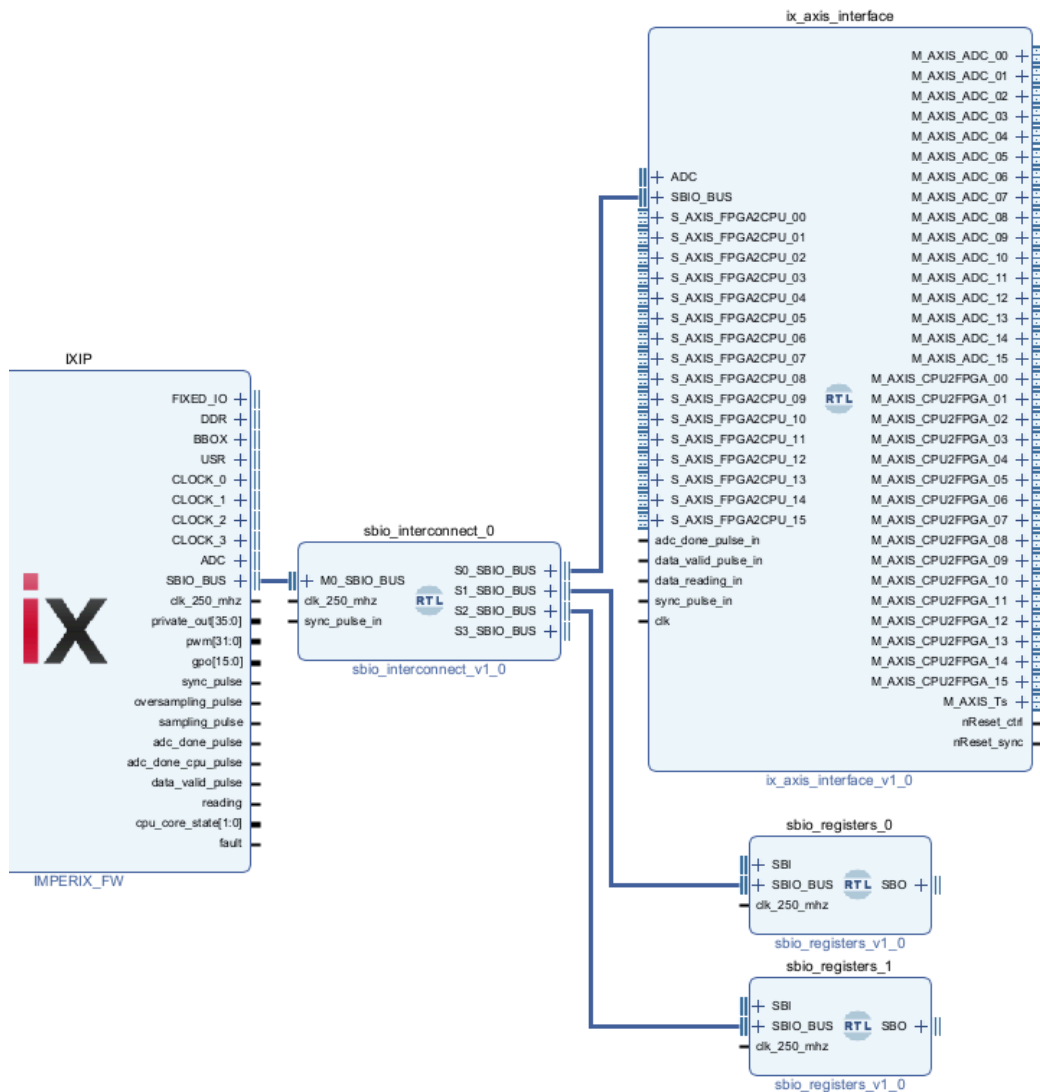 IXIP
FIXED_IO
DDR
BBOX
USR
CLOCK_0
CLOCK_1
CLOCK_2
CLOCK_3
ADC
SBIO_BUS
clk_250_mhz
private_out[35:0]
pwm[31:0]
gpo[15:0]
sync_pulse
oversampling_pulse
sampling_pulse
adc_done_pulse
adc_done_cpu_pulse
data_valid_pulse
reading
cpu_core_state[1:0]
fault
ix
IMPERIX_FW
sbio_interconnect_0
M0_SBIO_BUS
clk_250_mhz
sync_pulse_in
RTL
S0_SBIO_BUS
S1_SBIO_BUS
S2_SBIO_BUS
S3_SBIO_BUS
sbio_interconnect_v1_0
ix_axis_interface
ADC
SBIO_BUS
S_AXIS_FPGA2CPU_00
S_AXIS_FPGA2CPU_01
S_AXIS_FPGA2CPU_02
S_AXIS_FPGA2CPU_03
S_AXIS_FPGA2CPU_04
S_AXIS_FPGA2CPU_05
S_AXIS_FPGA2CPU_06
S_AXIS_FPGA2CPU_07
S_AXIS_FPGA2CPU_08
S_AXIS_FPGA2CPU_09
S_AXIS_FPGA2CPU_10
S_AXIS_FPGA2CPU_11
S_AXIS_FPGA2CPU_12
S_AXIS_FPGA2CPU_13
S_AXIS_FPGA2CPU_14
S_AXIS_FPGA2CPU_15
adc_done_pulse_in
data_valid_pulse_in
data_reading_in
sync_pulse_in
clk
RTL
M_AXIS_ADC_00
M_AXIS_ADC_01
M_AXIS_ADC_02
M_AXIS_ADC_03
M_AXIS_ADC_04
M_AXIS_ADC_05
M_AXIS_ADC_06
M_AXIS_ADC_07
M_AXIS_ADC_08
M_AXIS_ADC_09
M_AXIS_ADC_10
M_AXIS_ADC_11
M_AXIS_ADC_12
M_AXIS_ADC_13
M_AXIS_ADC_14
M_AXIS_ADC_15
M_AXIS_CPU2FPGA_00
M_AXIS_CPU2FPGA_01
M_AXIS_CPU2FPGA_02
M_AXIS_CPU2FPGA_03
M_AXIS_CPU2FPGA_04
M_AXIS_CPU2FPGA_05
M_AXIS_CPU2FPGA_06
M_AXIS_CPU2FPGA_07
M_AXIS_CPU2FPGA_08
M_AXIS_CPU2FPGA_09
M_AXIS_CPU2FPGA_10
M_AXIS_CPU2FPGA_11
M_AXIS_CPU2FPGA_12
M_AXIS_CPU2FPGA_13
M_AXIS_CPU2FPGA_14
M_AXIS_CPU2FPGA_15
M_AXIS_Ts
nReset_ctrl
nReset_sync
ix_axis_interface_v1_0
sbio_registers_0
SBI
SBIO_BUS RTL SBO
clk_250_mhz
sbio_registers_v1_0
sbio_registers_1
SBI
SBIO_BUS RTL SBO
clk_250_mhz
sbio_registers_v1_0